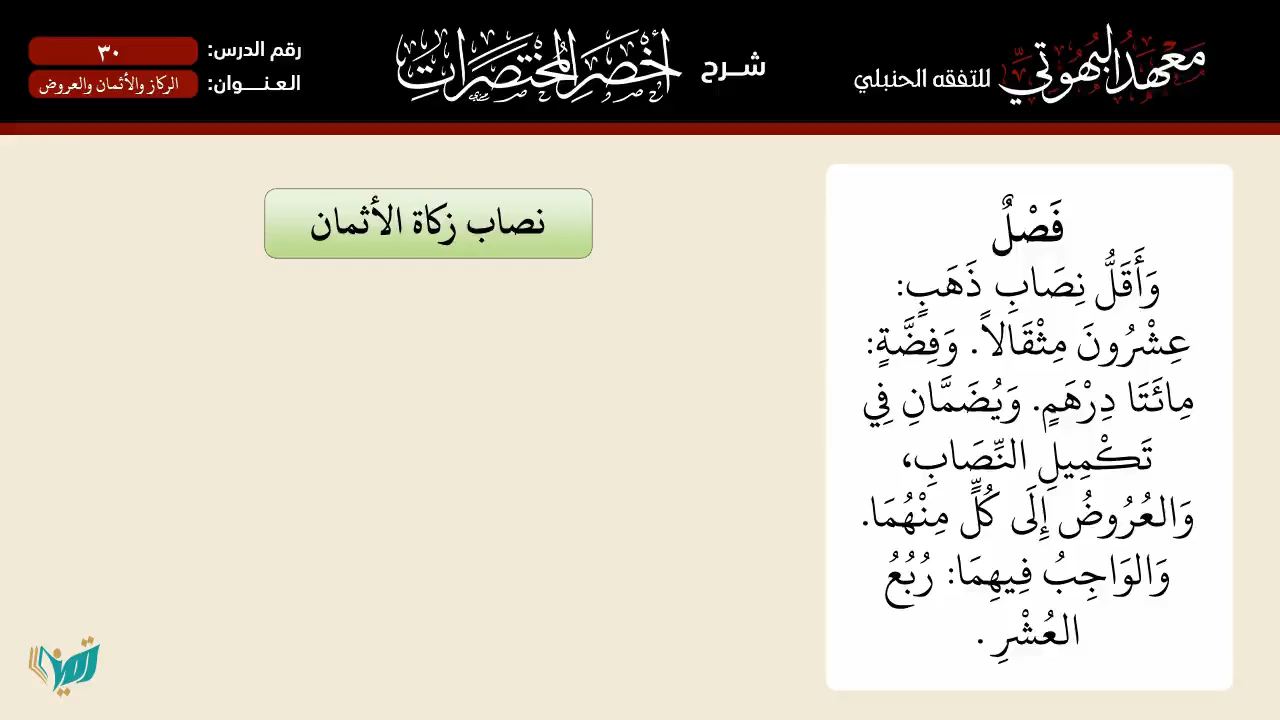 معهد البهوتي للتفقه الحنبلي
شرح أخصر المختصرات
رقم الدرس: ٣٠
العنوان: الركاز والأثمان والعروض
فَصْلٌ
وَأَقَلُّ نِصَابِ ذَهَبٍ:
عِشْرُونَ مِثْقَالاً. وَفِضَّةٍ:
مِائَتَا دِرْهَمٍ. وَيُضَمَّانِ فِي
تَكْمِيلِ النِّصَابِ،
وَالعُرُوضُ إِلَى كُلٍّ مِنْهُمَا.
وَالوَاجِبُ فِيهِمَا: رُبُعُ
العُشْرِ .
نصاب زكاة الأثمان